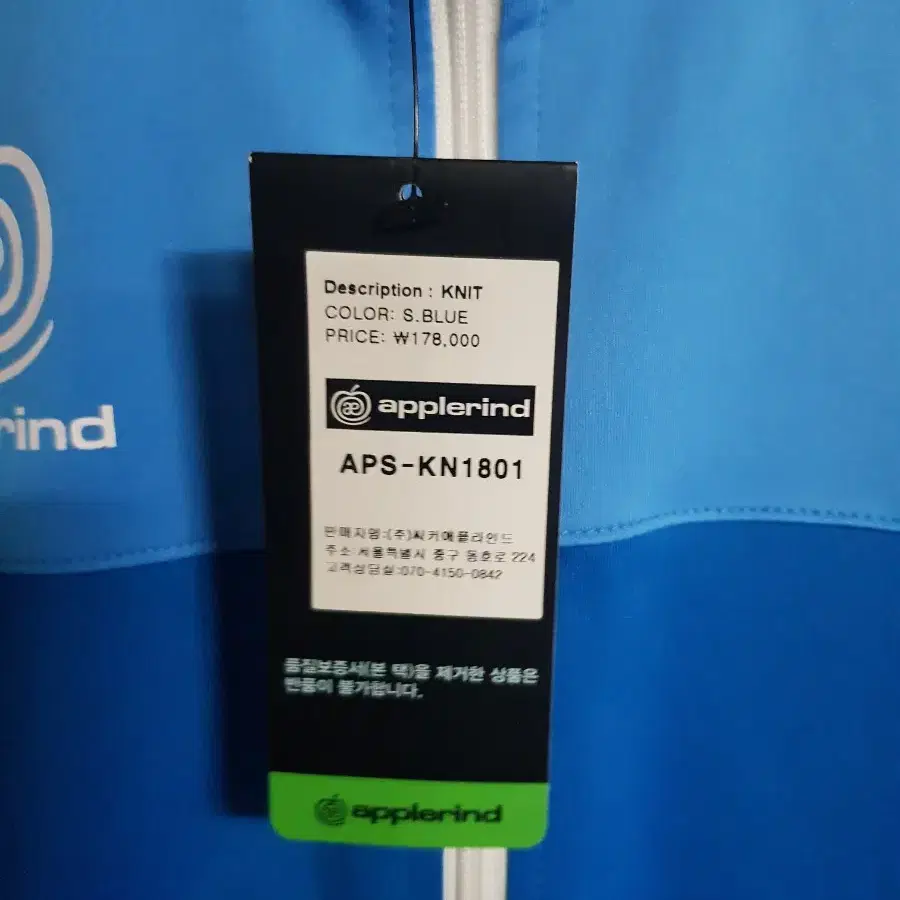 Description : KNIT
COLOR: S.BLUE
PRICE: ₩178,000
applerind
APS-KN1801
판매자명:(주)씨커애플라인드
주소:서울특별시 중구 동호로 224
고객상담실:070-4150-0842
품질보증서(본 택)을 제거한 상품은
반품이 불가합니다.
applerind
rind